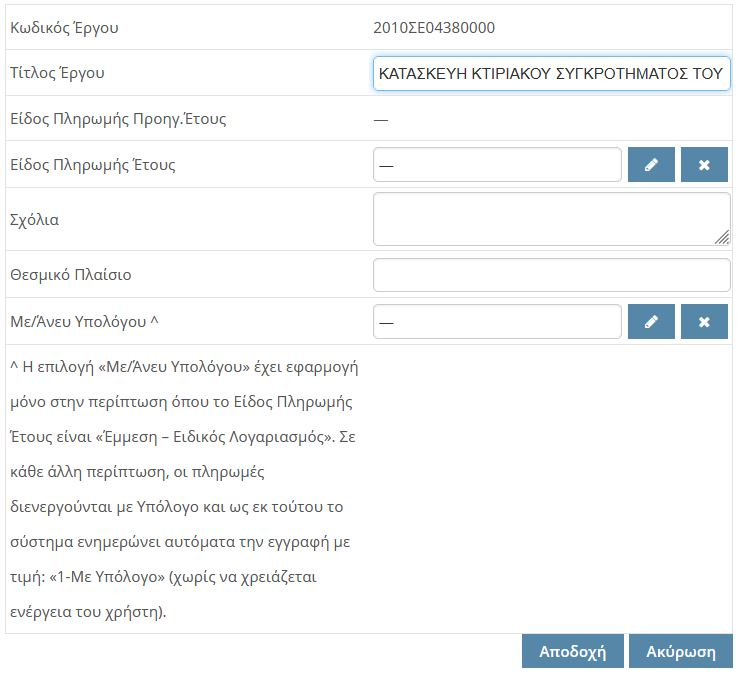 Κωδικός Έργου 2010ΣΕ04380000
Τίτλος Έργου ΚΑΤΑΣΚΕΥΗ ΚΤΙΡΙΑΚΟΥ ΣΥΓΚΡΟΤΗΜΑΤΟΣ ΤΟΥ
Είδος Πληρωμής Προηγ.Έτους —
Είδος Πληρωμής Έτους —
Σχόλια
Θεσμικό Πλαίσιο
Με/Άνευ Υπολόγου ^ —
^ Η επιλογή «Με/Άνευ Υπολόγου» έχει εφαρμογή
μόνο στην περίπτωση όπου το Είδος Πληρωμής
Έτους είναι «Έμμεση – Ειδικός Λογαριασμός». Σε
κάθε άλλη περίπτωση, οι πληρωμές
διενεργούνται με Υπόλογο και ως εκ τούτου το
σύστημα ενημερώνει αυτόματα την εγγραφή με
τιμή: «1-Με Υπόλογο» (χωρίς να χρειάζεται
ενέργεια του χρήστη).
Αποδοχή Ακύρωση